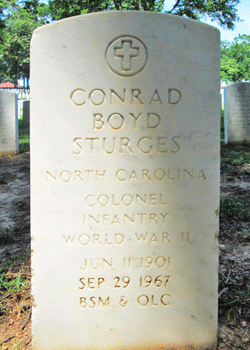 CONRAD
BOYD
STURGES
NORTH CAROLINA
COLONEL
INFANTRY
WORLD WAR II
JUN 11 1901
SEP 29 1967
BSM & OLC